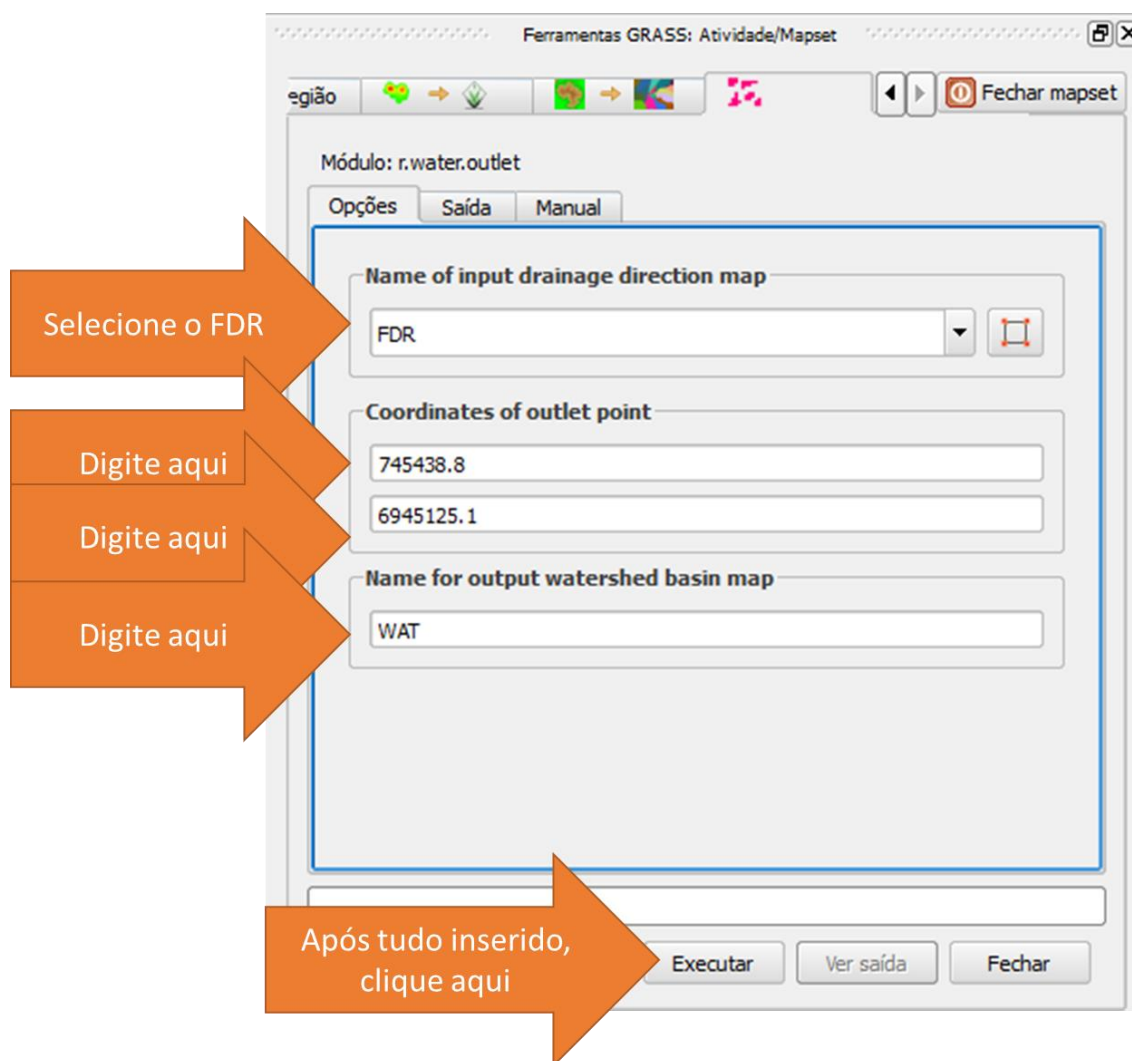 Ferramentas GRASS: Atividade/Mapset
egião
Fechar mapset
Módulo: r.water.outlet
Opções Saída Manual
Name of input drainage direction map
Selecione o FDR
FDR
Coordinates of outlet point
Digite aqui
745438.8
Digite aqui
6945125.1
Name for output watershed basin map
Digite aqui
WAT
Após tudo inserido,
clique aqui
Executar Ver saída Fechar